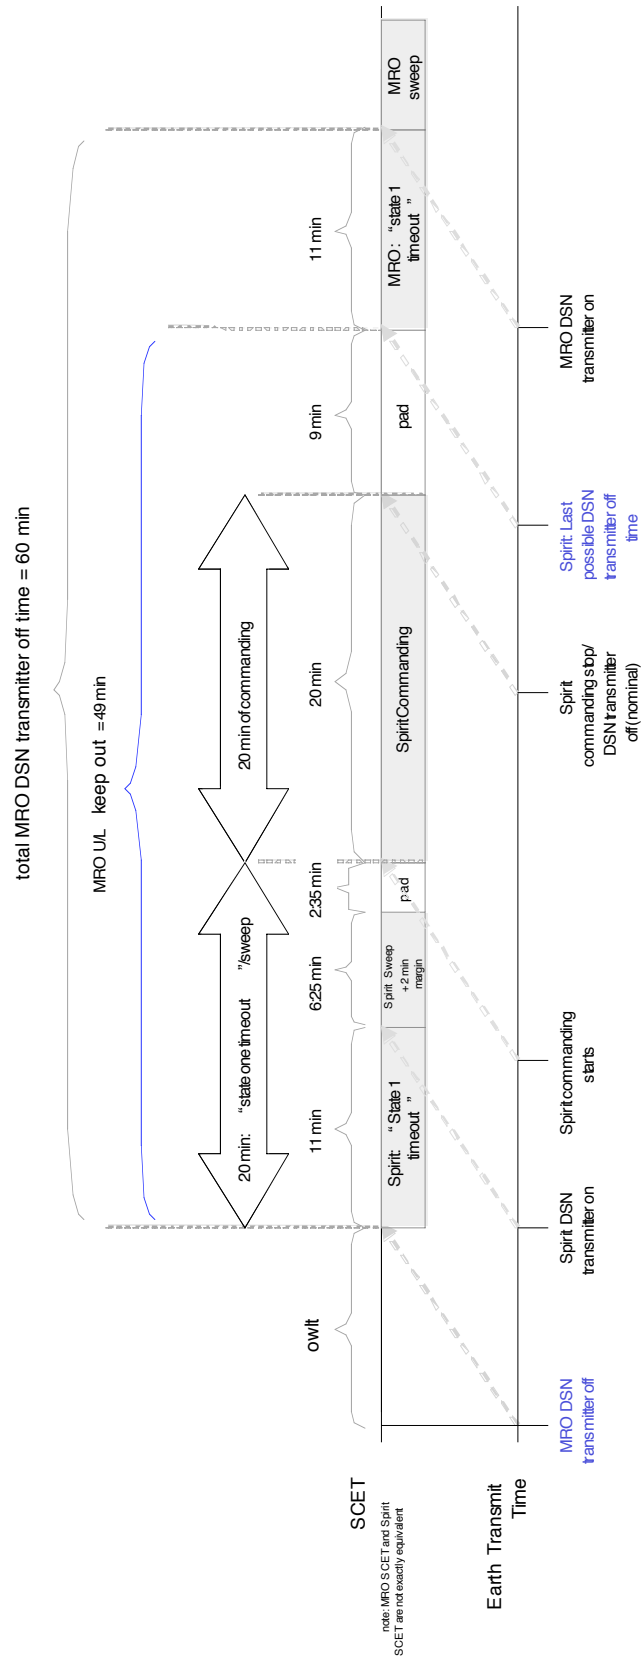 total MRO DSN transmitter off time = 60 min
MRO U/L keep out =49 min
20 min: “state one timeout ”/sweep
20 min of commanding
owlt
11 min
625 min
2:35 min
20 min
9 min
11 min
SCET
note: MRO SCET and Spirit
SCET are not exactly equivalent
Spirit: “ State 1
timeout ”
Spirit Sweep
+ 2 min
margin
pad
Spirit Commanding
pad
MRO: “state 1
timeout ”
MRO
sweep
Earth Transmit
Time
MRO DSN
transmitter off
Spirit DSN
transmitter on
Spirit commanding
starts
Spirit
commanding stop/
DSN transmitter
off (nominal)
Spirit: Last
possible DSN
transmitter off
time
MRO DSN
transmitter on